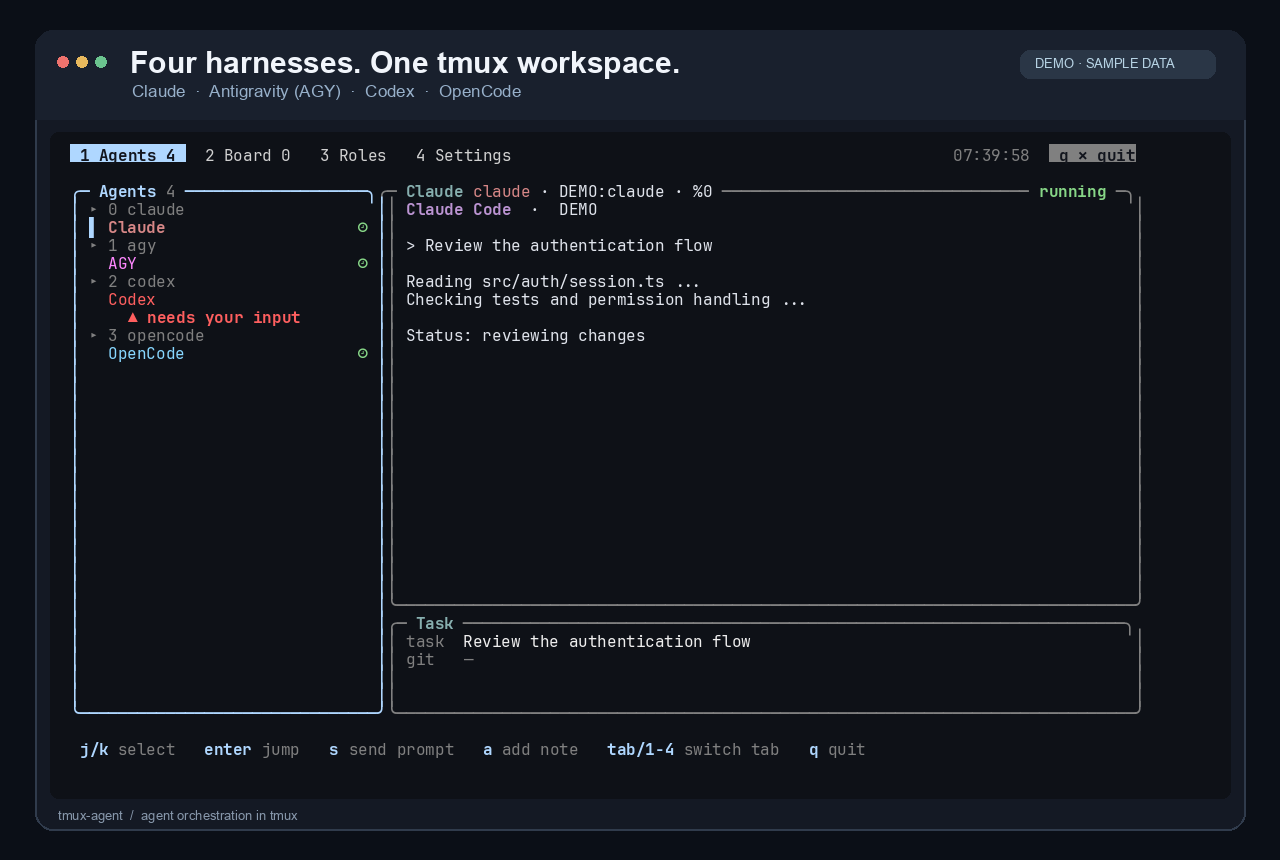 Four harnesses. One tmux workspace.
DEMO · SAMPLE DATA
Claude · Antigravity (AGY) · Codex · OpenCode
1 Agents 4 2 Board 0 3 Roles 4 Settings 07:39:58 q × quit
Agents 4
▸ 0 claude
Claude
▸ 1 agy
AGY
▸ 2 codex
Codex
▲ needs your input
▸ 3 opencode
OpenCode
Claude claude · DEMO:claude · %0 running
Claude Code · DEMO
> Review the authentication flow
Reading src/auth/session.ts ...
Checking tests and permission handling ...
Status: reviewing changes
Task
task Review the authentication flow
git —
j/k select enter jump s send prompt a add note tab/1-4 switch tab q quit
tmux-agent / agent orchestration in tmux